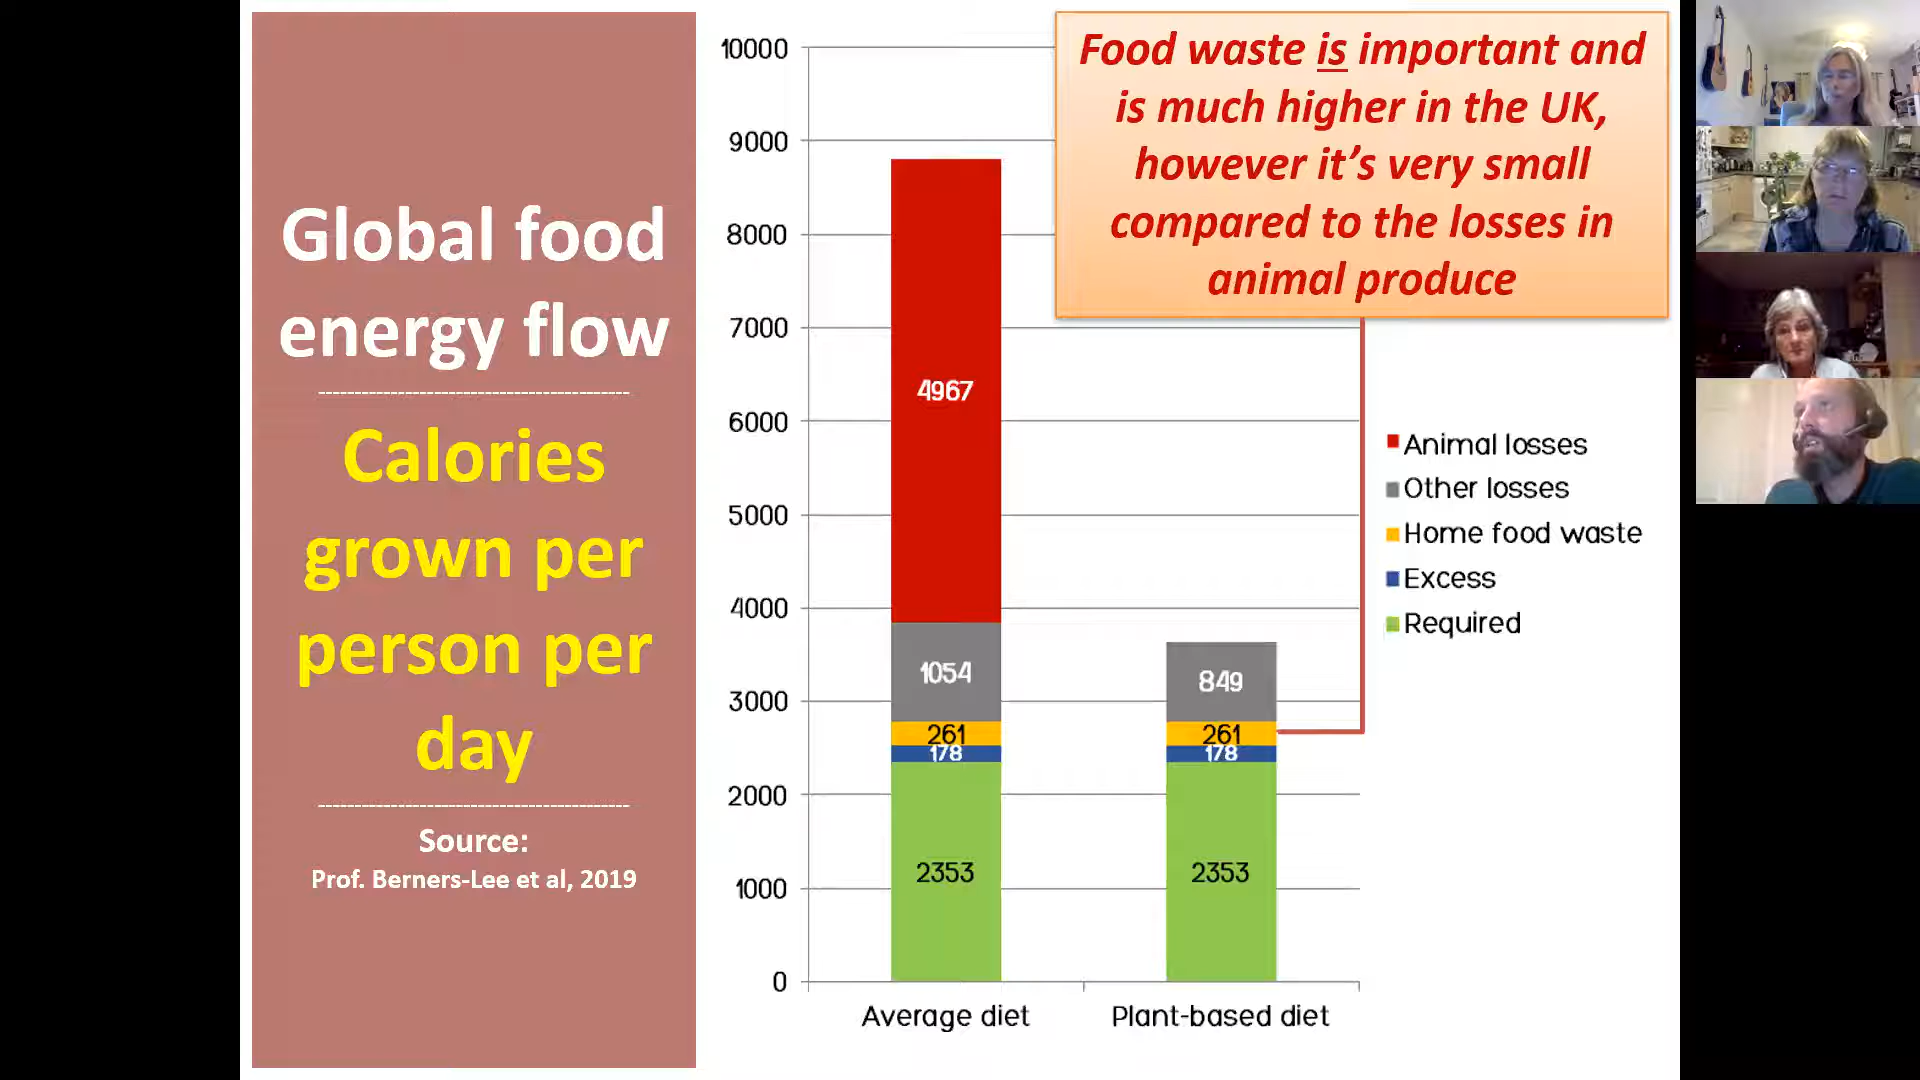 Global food
energy flow
Calories
grown per
person per
day
Source:
Prof. Berners-Lee et al, 2019
Food waste is important and
is much higher in the UK,
however it's very small
compared to the losses in
animal produce
10000
9000
8000
7000
6000
5000
4000
3000
2000
1000
0
4967
1054
261
178
2353
849
261
178
2353
Average diet
Plant-based diet
Animal losses
Other losses
Home food waste
Excess
Required